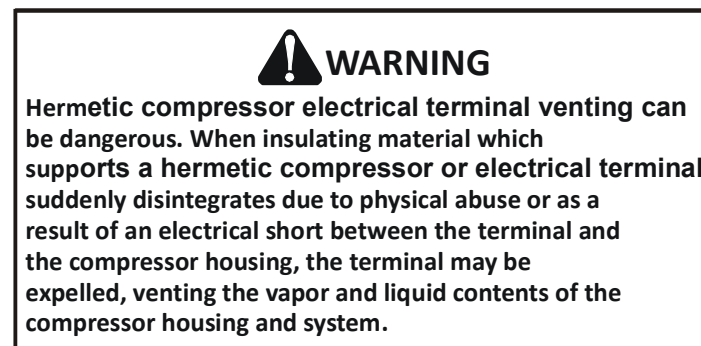 WARNING
Hermetic compressor electrical terminal venting can
be dangerous. When insulating material which
supports a hermetic compressor or electrical terminal
suddenly disintegrates due to physical abuse or as a
result of an electrical short between the terminal and
the compressor housing, the terminal may be
expelled, venting the vapor and liquid contents of the
compressor housing and system.